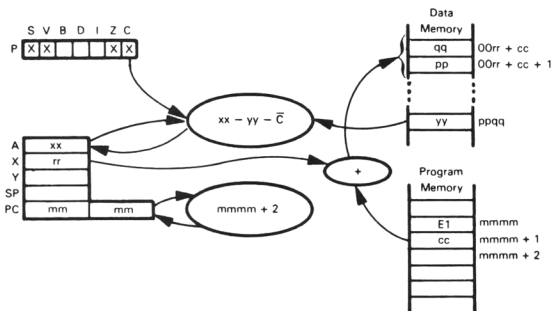 S V B D I Z C
P X X X X
Data
Memory
qq 00rr + cc
pp 00rr + cc + 1
xx – yy – C̅
yy ppqq
A xx
X rr
Y
SP
PC mm mm
mmmm + 2
+
Program
Memory
E1 mmmm
cc mmmm + 1
mmmm + 2